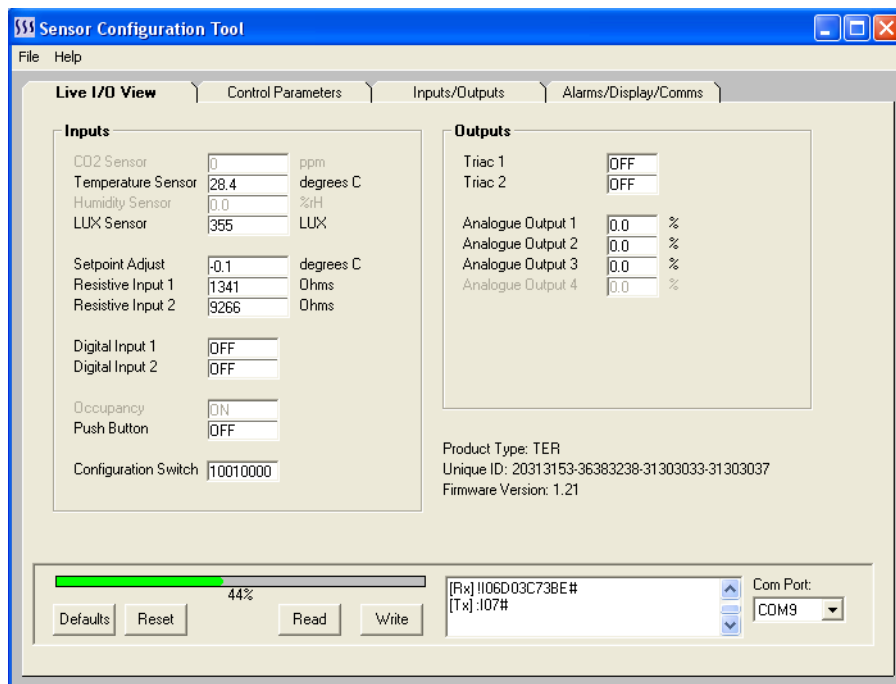 Sensor Configuration Tool
File Help
Live I/O View Control Parameters Inputs/Outputs Alarms/Display/Comms
Inputs
CO2 Sensor 0 ppm
Temperature Sensor 28.4 degrees C
Humidity Sensor 0.0 %rH
LUX Sensor 355 LUX
Setpoint Adjust -0.1 degrees C
Resistive Input 1 1341 Ohms
Resistive Input 2 9266 Ohms
Digital Input 1 OFF
Digital Input 2 OFF
Occupancy ON
Push Button OFF
Configuration Switch 10010000
Outputs
Triac 1 OFF
Triac 2 OFF
Analogue Output 1 0.0 %
Analogue Output 2 0.0 %
Analogue Output 3 0.0 %
Analogue Output 4 0.0 %
Product Type: TER
Unique ID: 20313153-36383238-31303033-31303037
Firmware Version: 1.21
44%
Defaults Reset Read Write
[Rx] !I06D03C73BE#
[Tx] :I07#
Com Port:
COM9